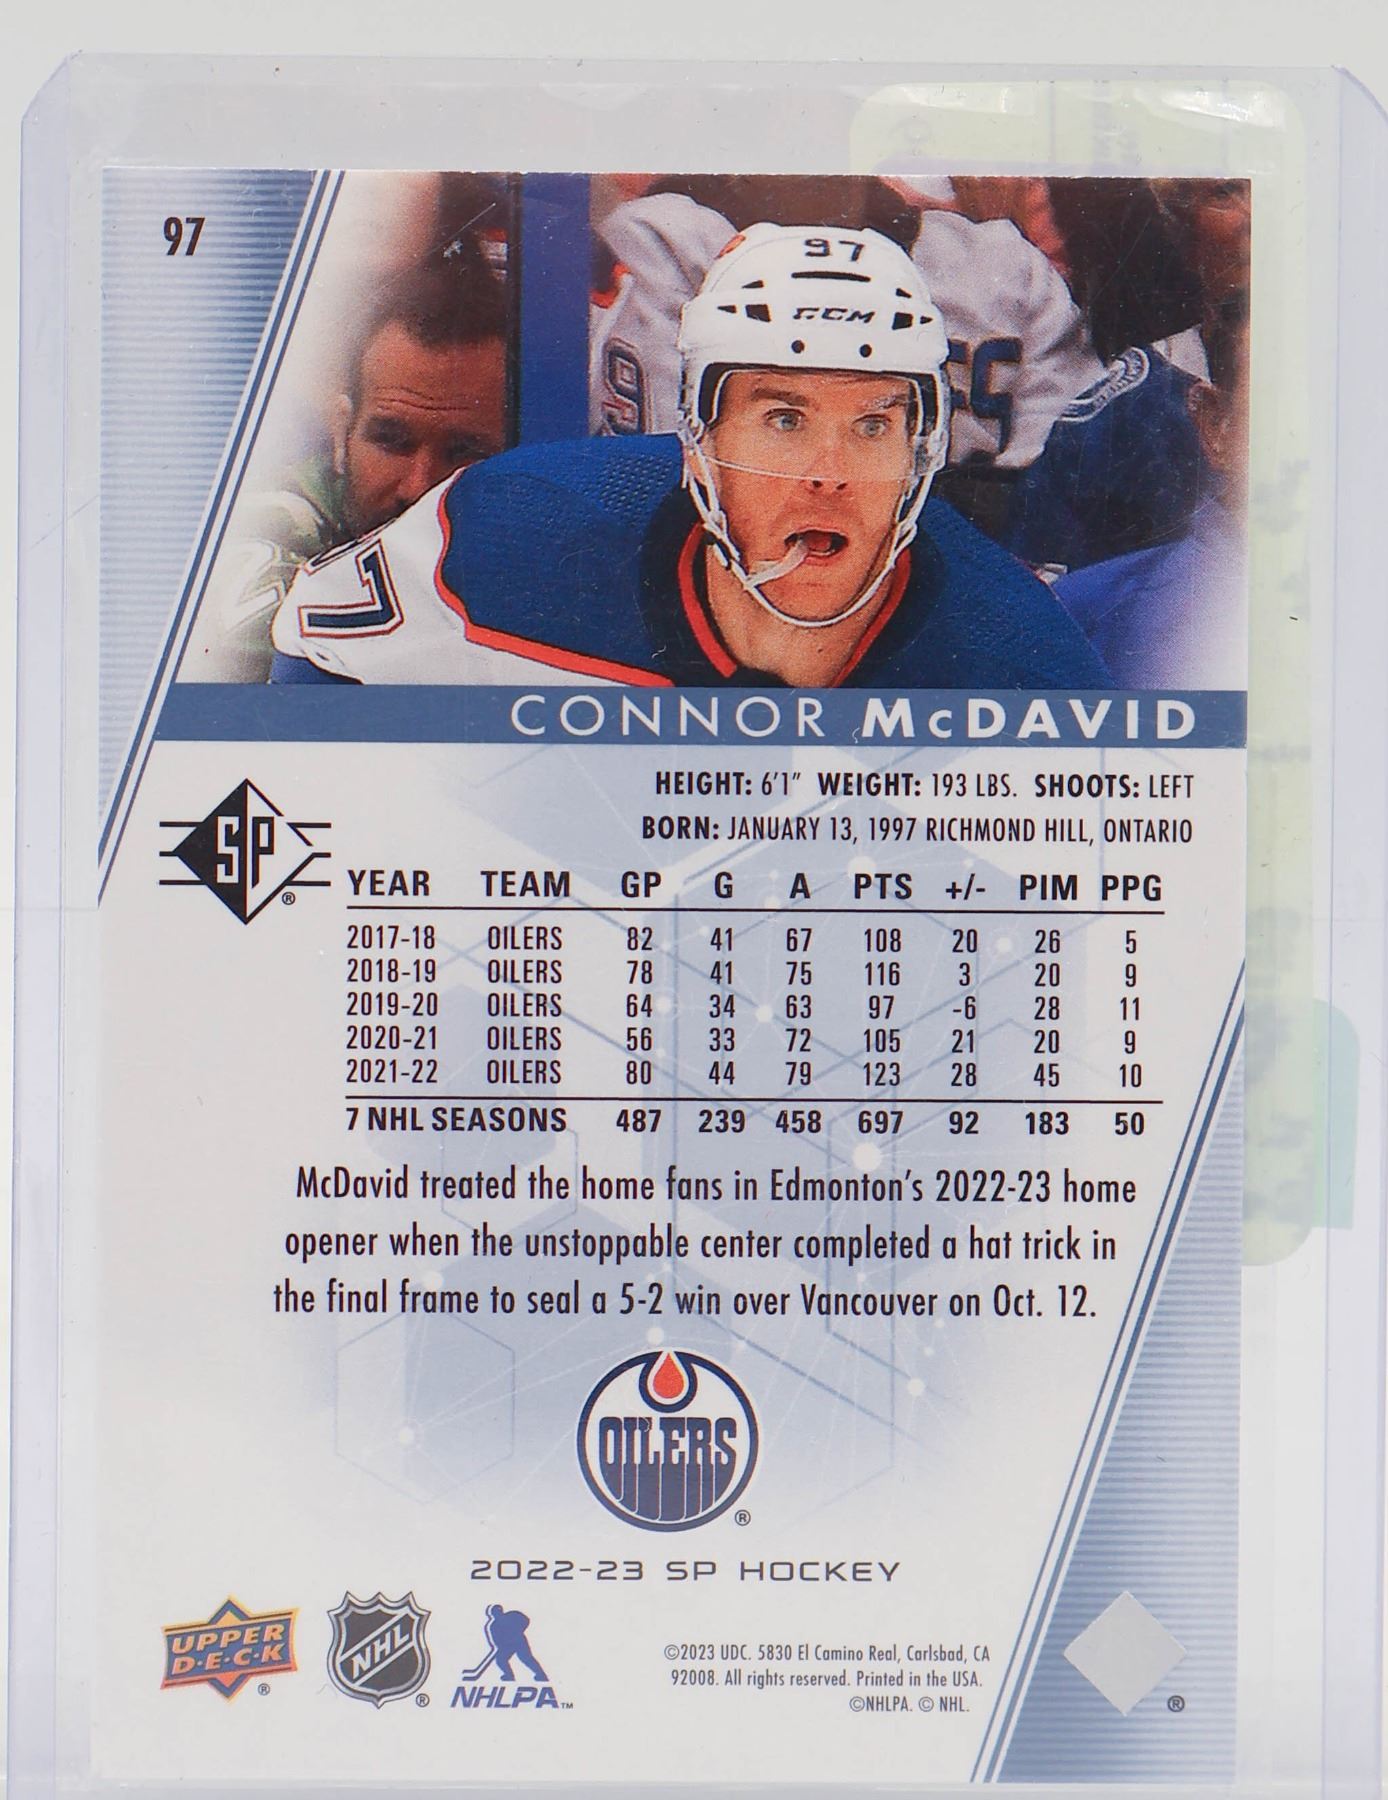 97
97
CCM
97
CONNOR McDAVID
HEIGHT: 6'1" WEIGHT: 193 LBS. SHOOTS: LEFT
BORN: JANUARY 13, 1997 RICHMOND HILL, ONTARIO
SP®
YEAR TEAM GP G A PTS +/- PIM PPG
2017-18 OILERS 82 41 67 108 20 26 5
2018-19 OILERS 78 41 75 116 3 20 9
2019-20 OILERS 64 34 63 97 -6 28 11
2020-21 OILERS 56 33 72 105 21 20 9
2021-22 OILERS 80 44 79 123 28 45 10
7 NHL SEASONS 487 239 458 697 92 183 50
McDavid treated the home fans in Edmonton's 2022-23 home
opener when the unstoppable center completed a hat trick in
the final frame to seal a 5-2 win over Vancouver on Oct. 12.
OILERS®
2022-23 SP HOCKEY
UPPER
D·E·C·K®
NHL®
NHLPA™
©2023 UDC. 5830 El Camino Real, Carlsbad, CA
92008. All rights reserved. Printed in the USA.
©NHLPA. © NHL.
®